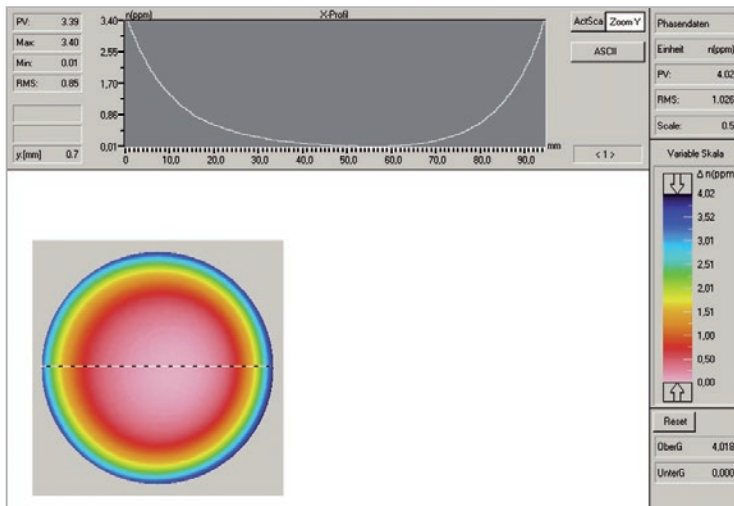 PV: 3.39
Max: 3.40
Min: 0.01
RMS: 0.85
y:[mm] 0.7
n(ppm) X-Profil
3,40
2,55
1,70
0,86
0,01
0 10,0 20,0 30,0 40,0 50,0 60,0 70,0 80,0 90,0 mm
ActSca Zoom Y
ASCII
< 1 >
Phasendaten
Einheit n(ppm)
PV: 4.02
RMS: 1.026
Scale: 0.5
Variable Skala
Δ n(ppm)
4,02
3,52
3,01
2,51
2,01
1,51
1,00
0,50
0,00
Reset
OberG 4,018
UnterG 0,000